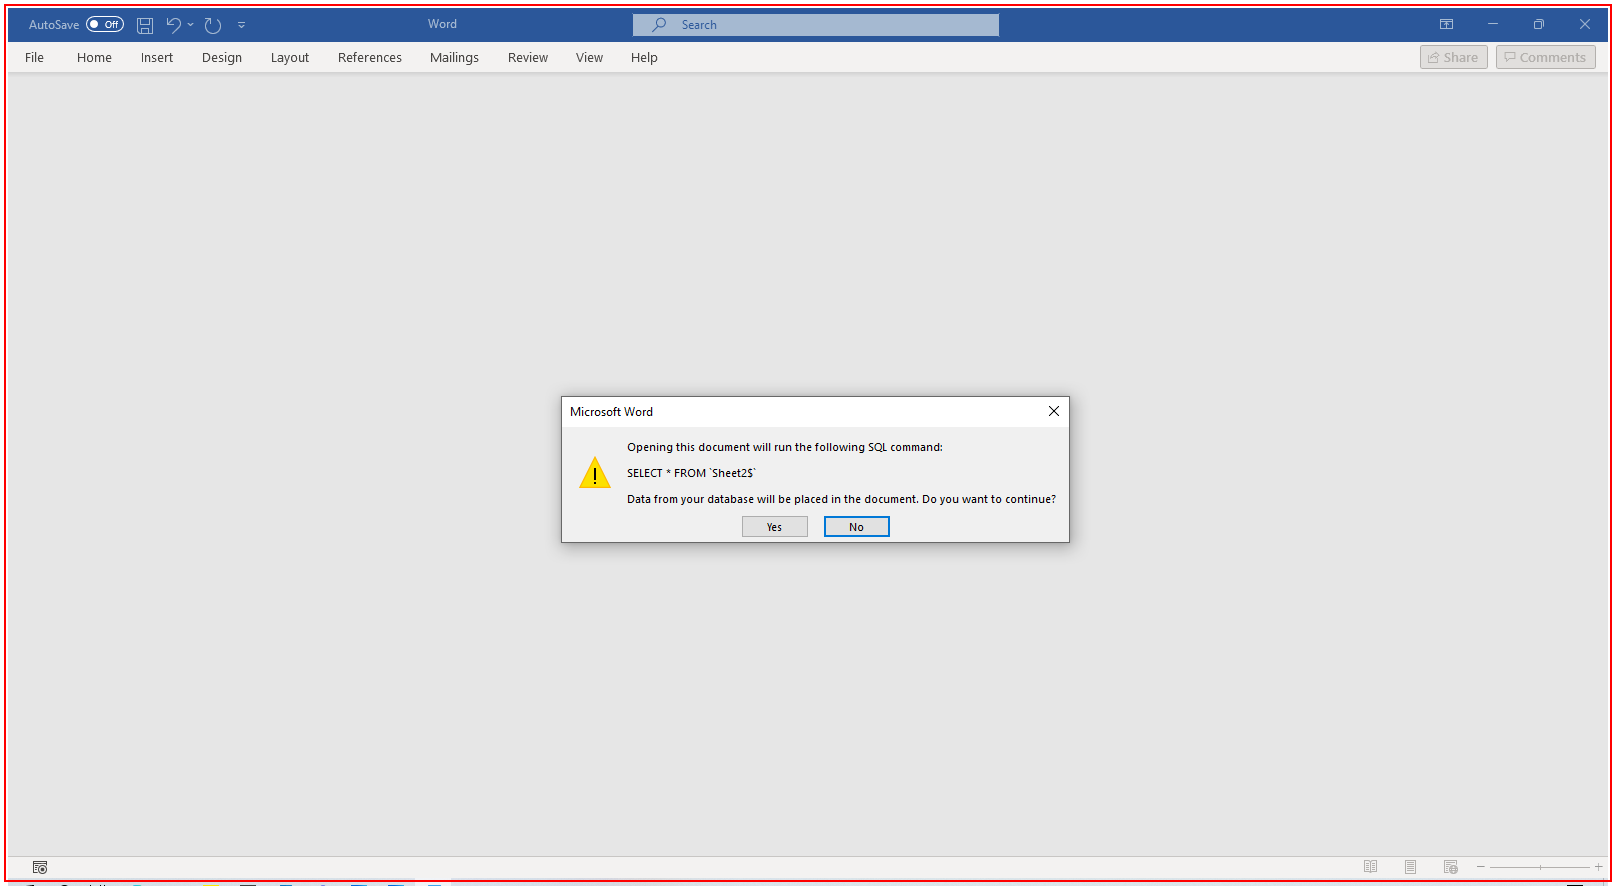 AutoSave Off Word Search
File Home Insert Design Layout References Mailings Review View Help Share Comments
Microsoft Word
Opening this document will run the following SQL command:
SELECT * FROM `Sheet2$`
Data from your database will be placed in the document. Do you want to continue?
Yes No